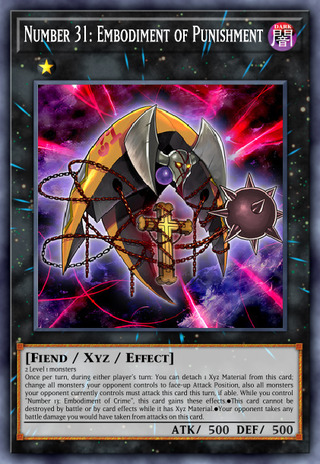 Number 31: Embodiment of Punishment
DARK
闇
[Fiend / Xyz / Effect]
2 Level 1 monsters
Once per turn, during either player's turn: You can detach 1 Xyz Material from this card;
change all monsters your opponent controls to face-up Attack Position, also all monsters
your opponent currently controls must attack this card this turn, if able. While you control
"Number 13: Embodiment of Crime", this card gains these effects.●This card cannot be
destroyed by battle or by card effects while it has Xyz Material.●Your opponent takes any
battle damage you would have taken from attacks on this card.
ATK/ 500 DEF/ 500